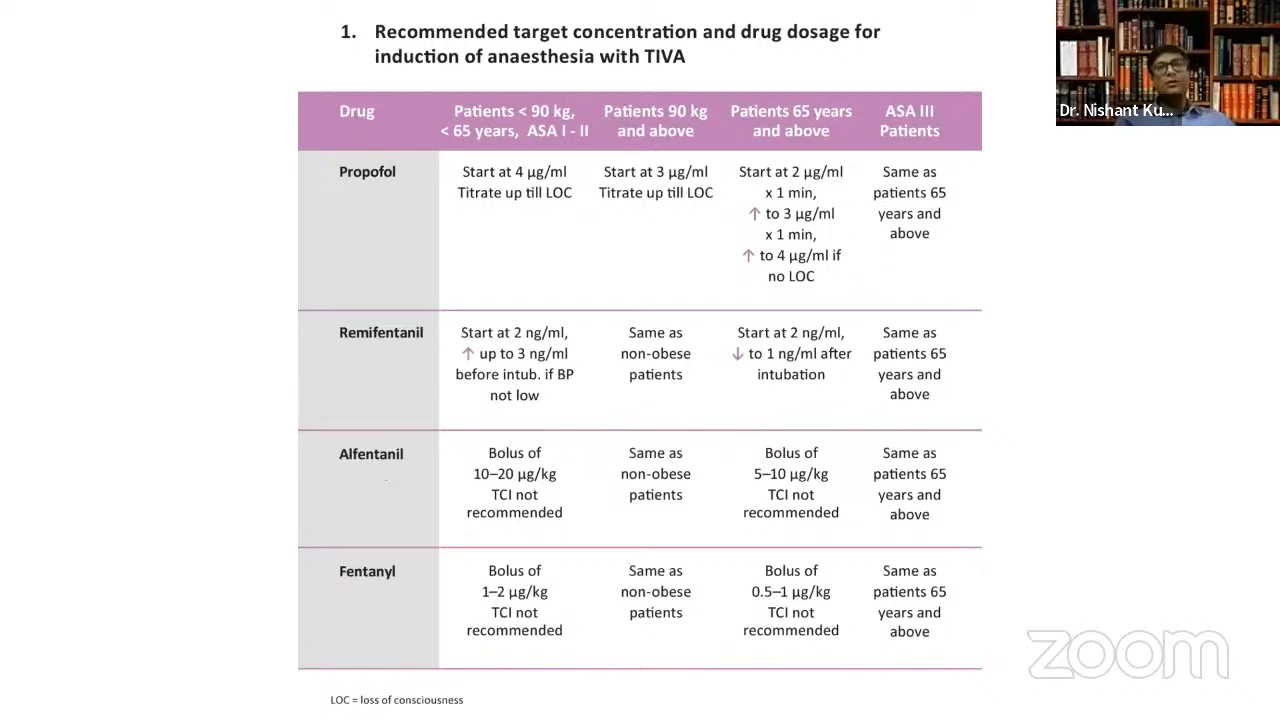 1. Recommended target concentration and drug dosage for
induction of anaesthesia with TIVA
Drug
Patients < 90 kg,
< 65 years, ASA I - II
Patients 90 kg
and above
Patients 65 years
and above
ASA III
Patients
Propofol
Start at 4 µg/ml
Titrate up till LOC
Start at 3 µg/ml
Titrate up till LOC
Start at 2 µg/ml
x 1 min,
↑ to 3 µg/ml
x 1 min,
↑ to 4 µg/ml if
no LOC
Same as
patients 65
years and
above
Remifentanil
Start at 2 ng/ml,
↑ up to 3 ng/ml
before intub. if BP
not low
Same as
non-obese
patients
Start at 2 ng/ml,
↓ to 1 ng/ml after
intubation
Same as
patients 65
years and
above
Alfentanil
Bolus of
10–20 µg/kg
TCI not
recommended
Same as
non-obese
patients
Bolus of
5–10 µg/kg
TCI not
recommended
Same as
patients 65
years and
above
Fentanyl
Bolus of
1–2 µg/kg
TCI not
recommended
Same as
non-obese
patients
Bolus of
0.5–1 µg/kg
TCI not
recommended
Same as
patients 65
years and
above
LOC = loss of consciousness
Dr. Nishant Ku...
zoom